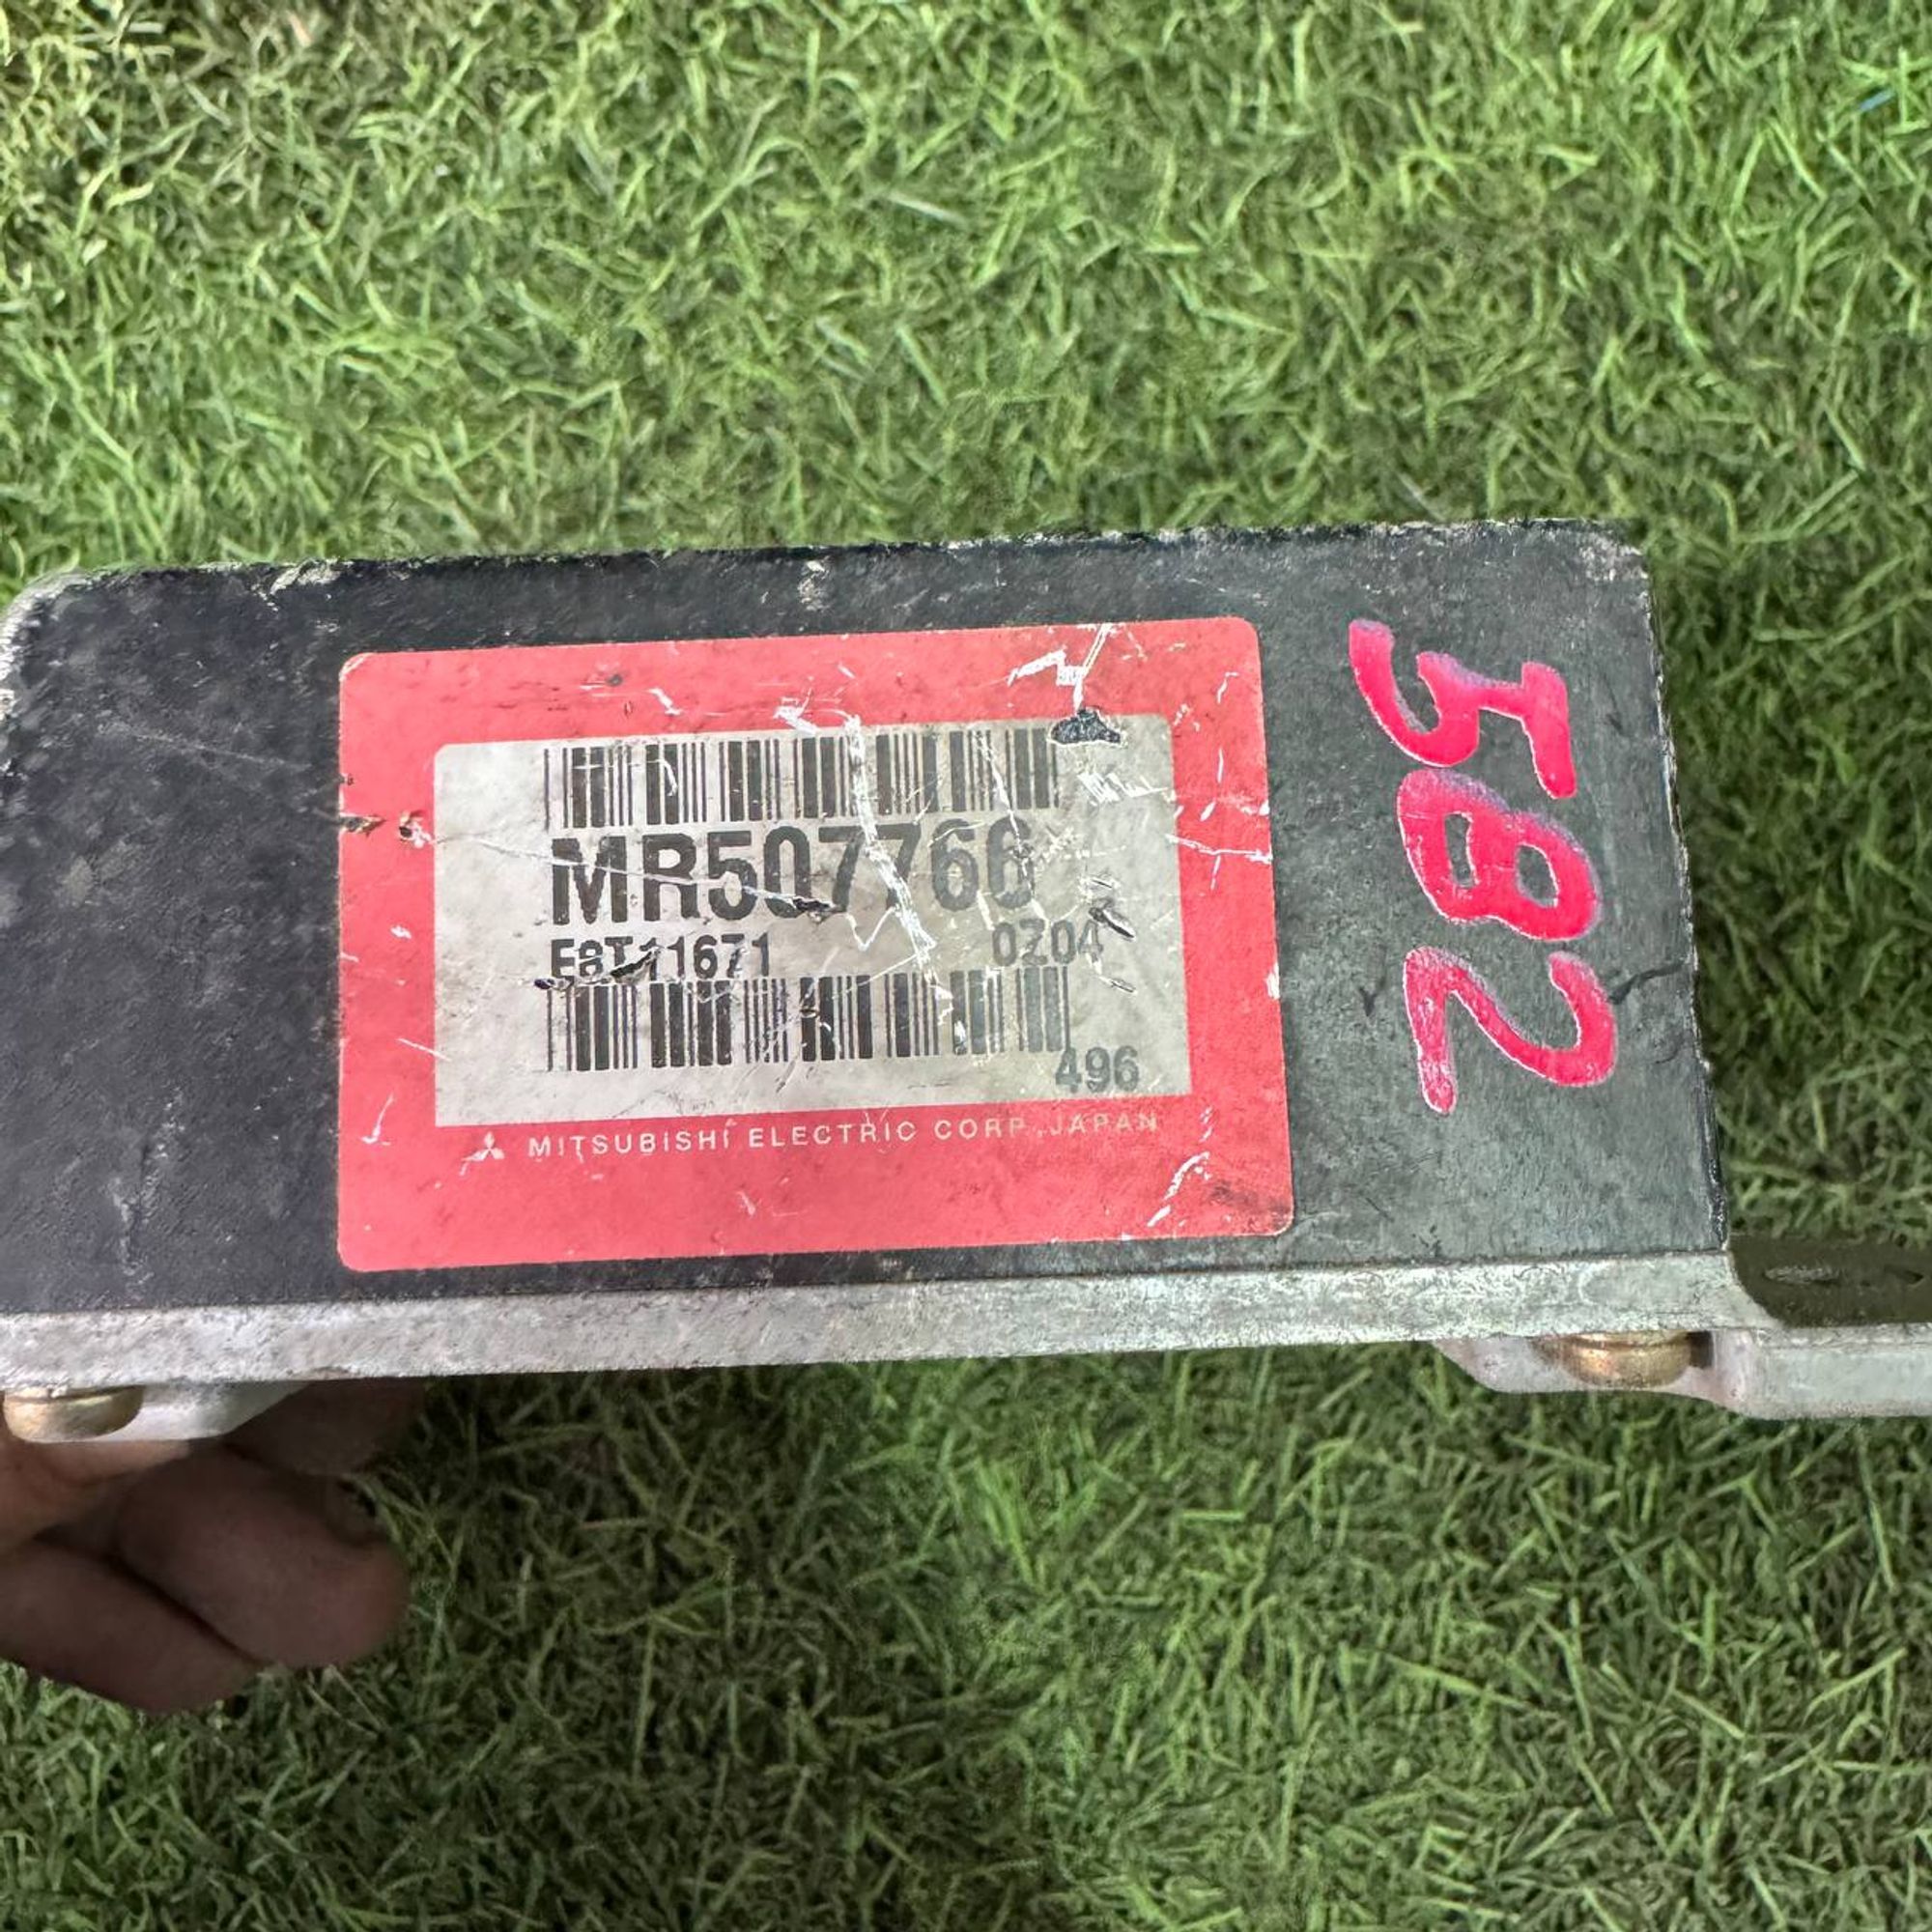 MR507766
E8T11671 0Z04
496
MITSUBISHI ELECTRIC CORP. JAPAN
582